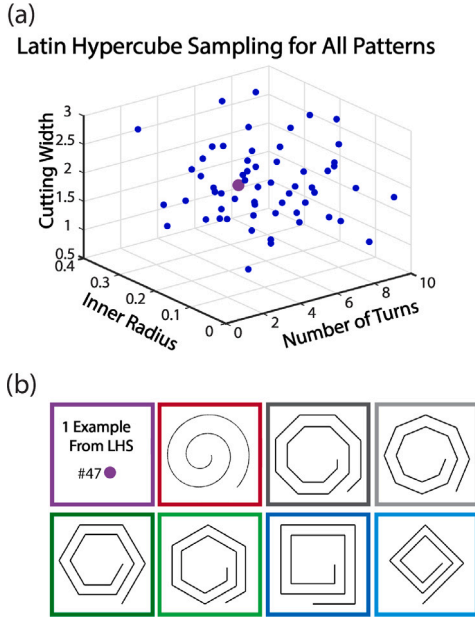 (a)
Latin Hypercube Sampling for All Patterns
Cutting Width
3
2.5
2
1.5
1
0.5
0.4
0.3
0.2
0.1
0
Inner Radius
0
2
4
6
8
10
Number of Turns
(b)
1 Example
From LHS
#47